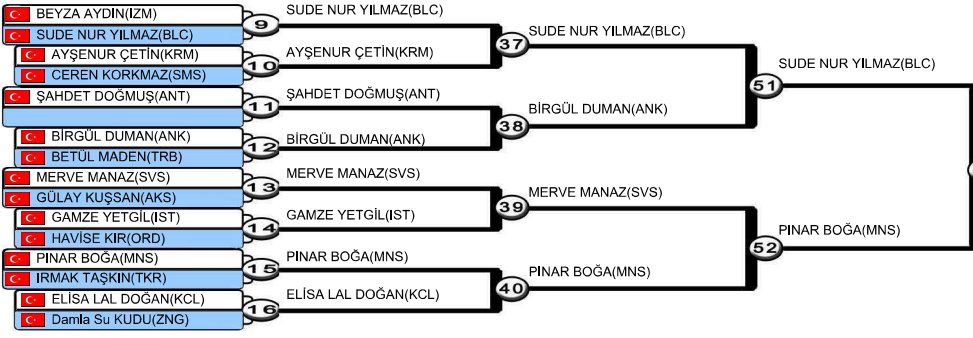 BEYZA AYDIN(İZM)
SUDE NUR YILMAZ(BLC)
9
SUDE NUR YILMAZ(BLC)
AYŞENUR ÇETİN(KRM)
CEREN KORKMAZ(SMS)
10
AYŞENUR ÇETİN(KRM)
37
SUDE NUR YILMAZ(BLC)
ŞAHDET DOĞMUŞ(ANT)
11
ŞAHDET DOĞMUŞ(ANT)
BİRGÜL DUMAN(ANK)
BETÜL MADEN(TRB)
12
BİRGÜL DUMAN(ANK)
38
BİRGÜL DUMAN(ANK)
51
SUDE NUR YILMAZ(BLC)
MERVE MANAZ(SVS)
GÜLAY KUŞSAN(AKS)
13
MERVE MANAZ(SVS)
GAMZE YETGİL(IST)
HAVİSE KIR(ORD)
14
GAMZE YETGİL(IST)
39
MERVE MANAZ(SVS)
PINAR BOĞA(MNS)
IRMAK TAŞKIN(TKR)
15
PINAR BOĞA(MNS)
ELİSA LAL DOĞAN(KCL)
Damla Su KUDU(ZNG)
16
ELİSA LAL DOĞAN(KCL)
40
PINAR BOĞA(MNS)
52
PINAR BOĞA(MNS)